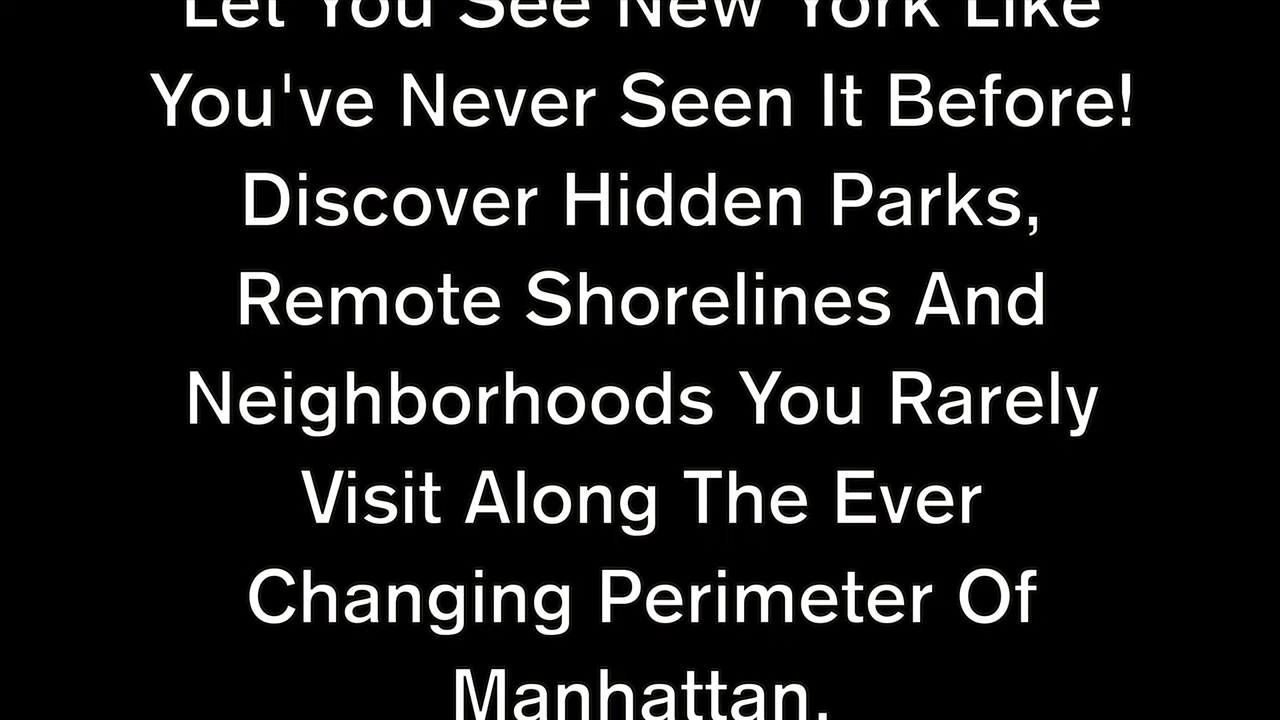 Let You See New York Like
You've Never Seen It Before!
Discover Hidden Parks,
Remote Shorelines And
Neighborhoods You Rarely
Visit Along The Ever
Changing Perimeter Of
Manhattan.